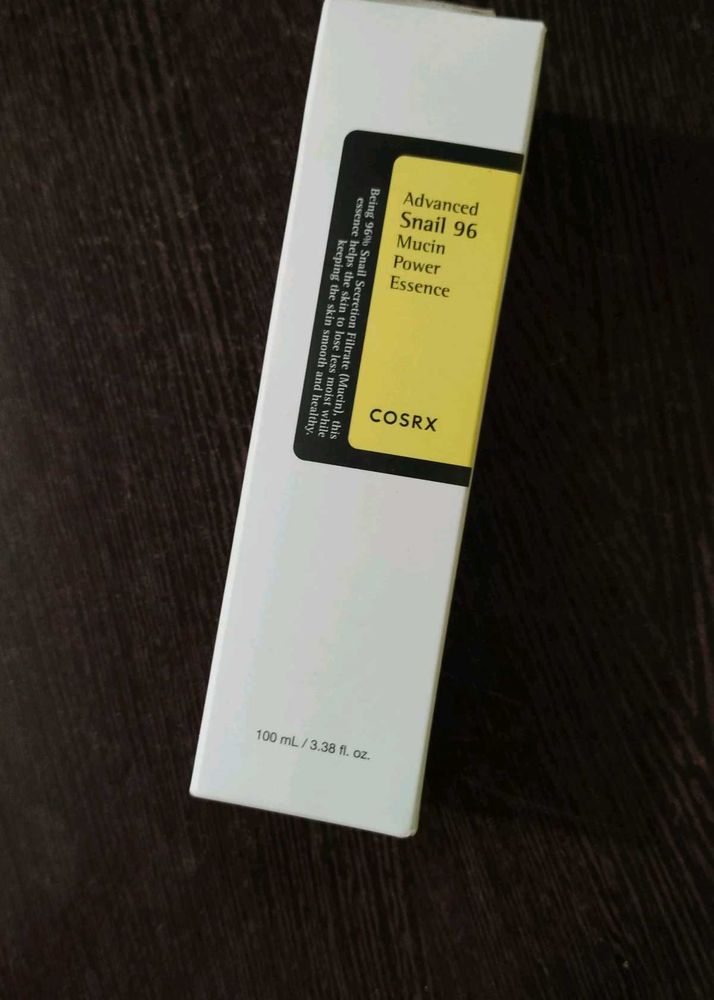 Advanced
Snail 96
Mucin
Power
Essence
COSRX
Being 96% Snail Secretion Filtrate (Mucin), this
essence helps the skin to lose less moist while
keeping the skin smooth and healthy.
100 mL / 3.38 fl. oz.